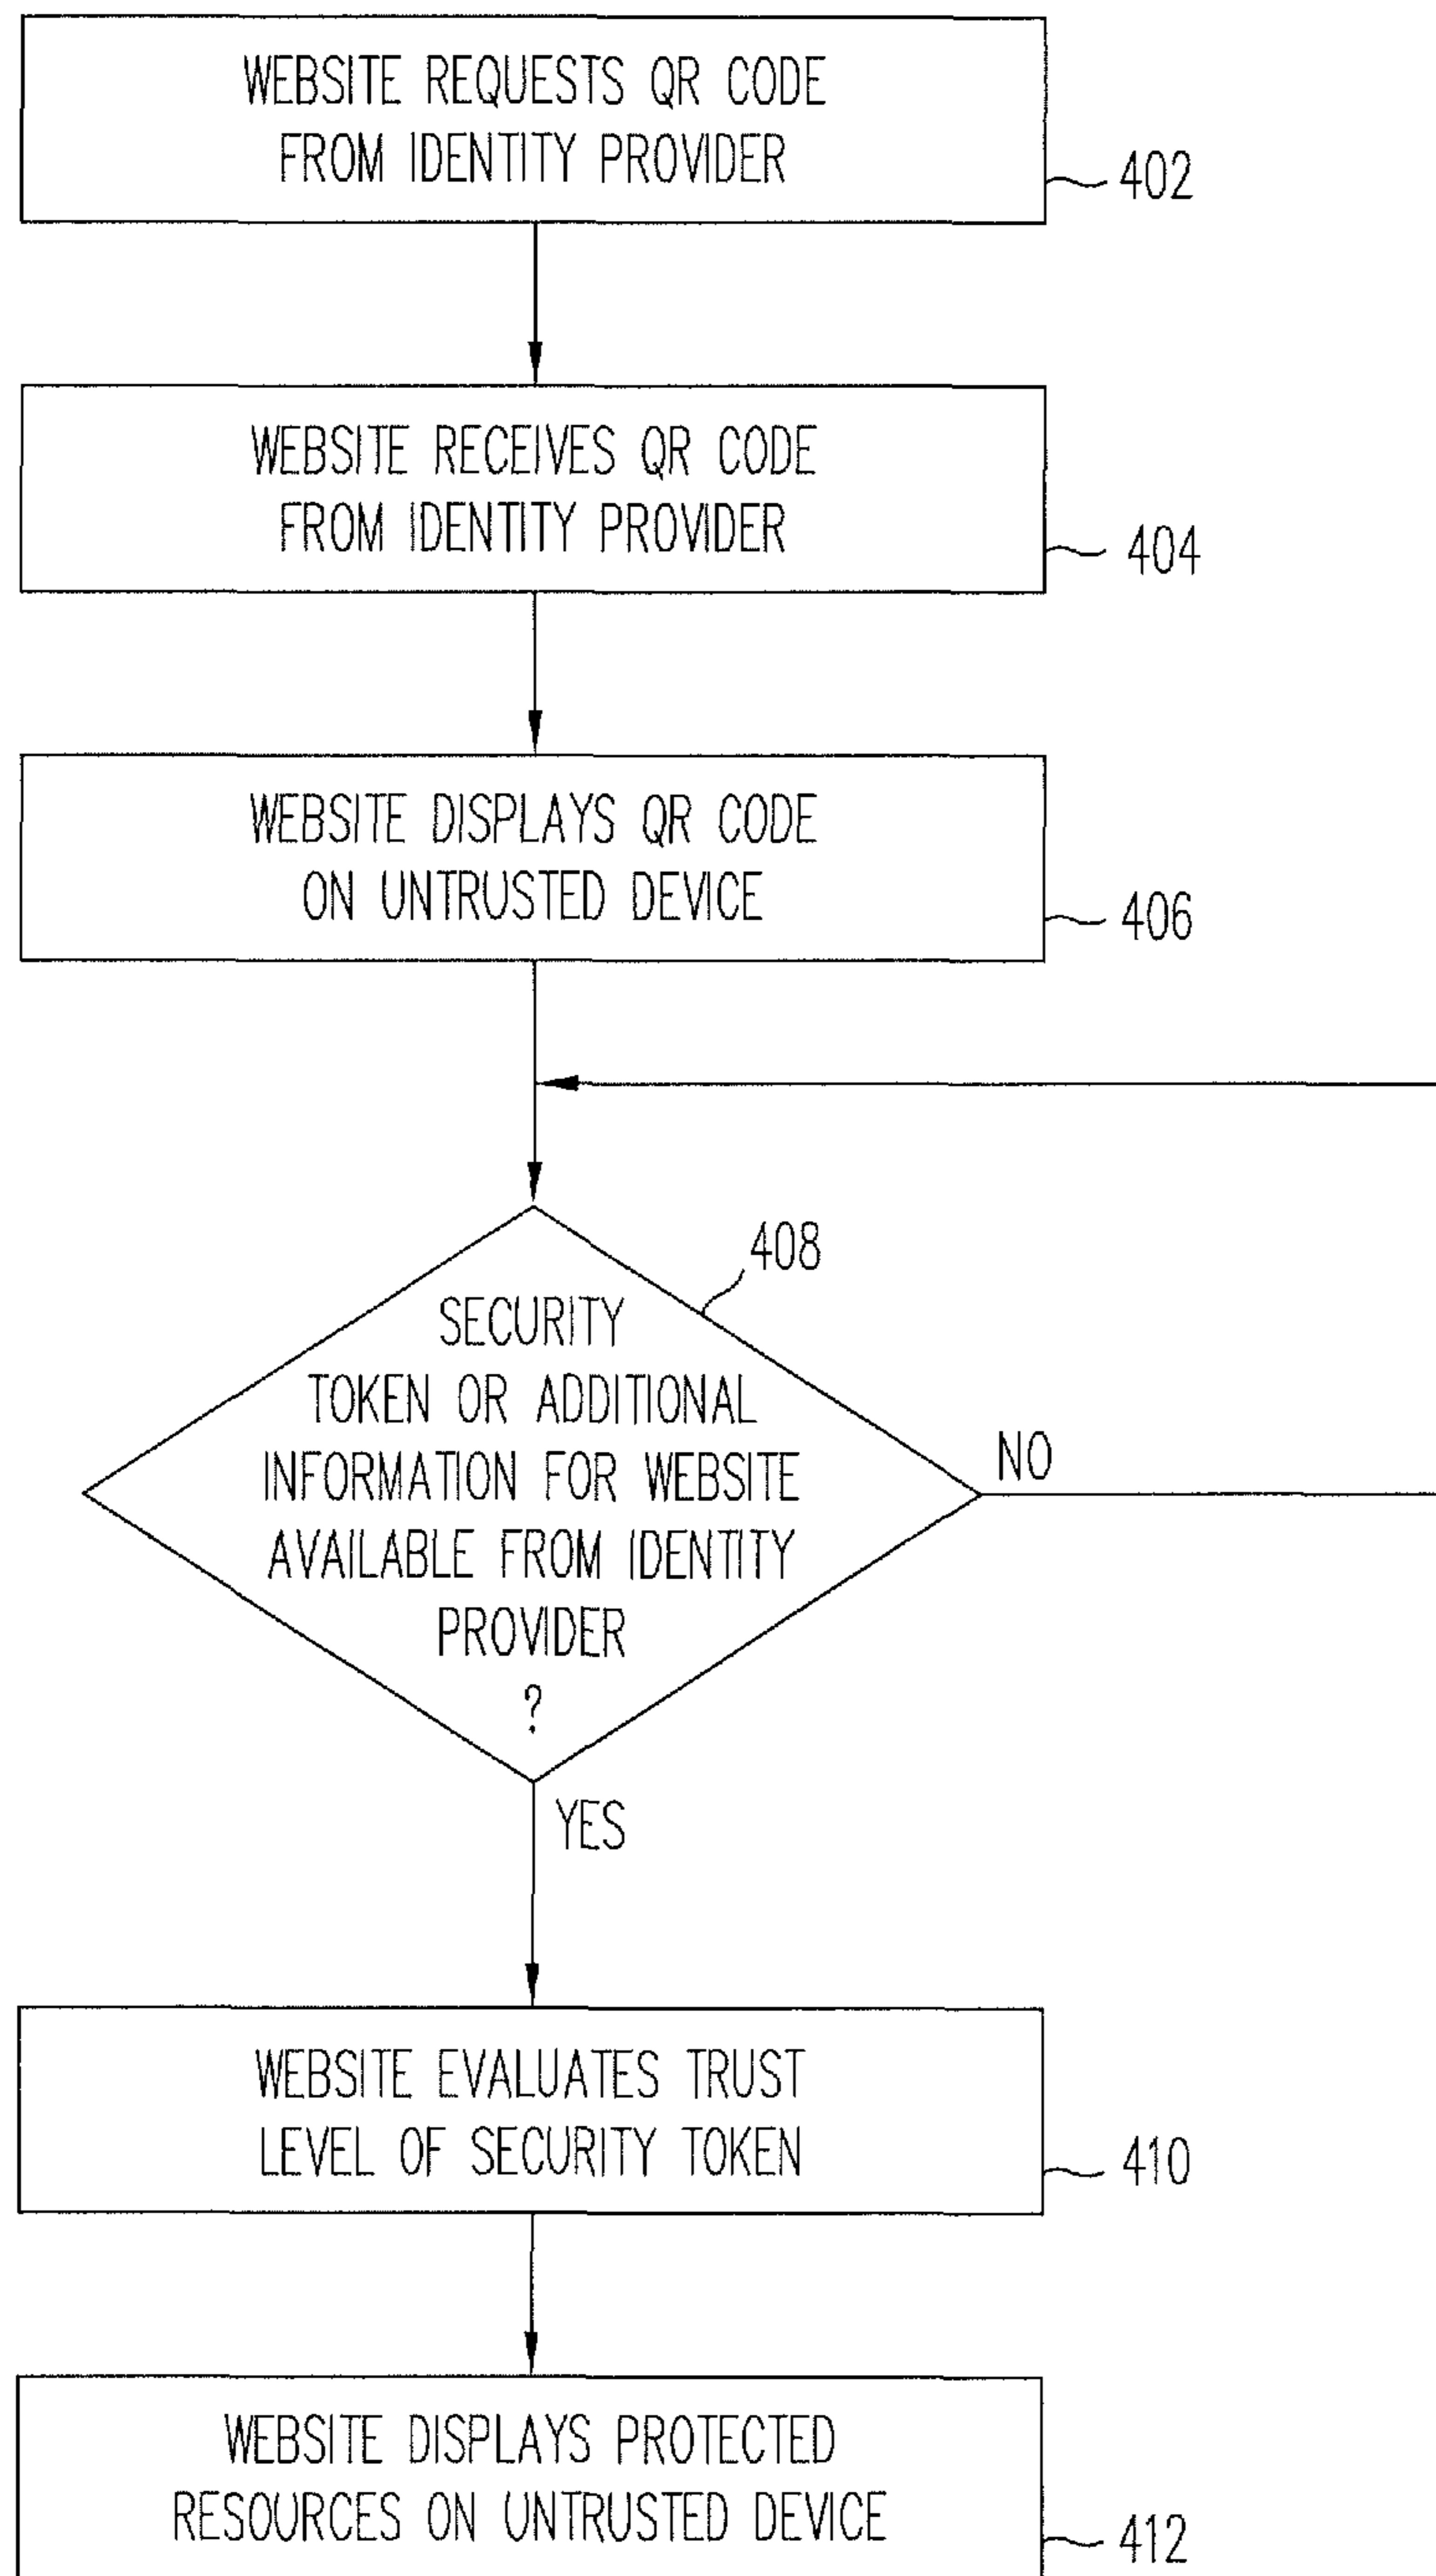 WEBSITE REQUESTS QR CODE
FROM IDENTITY PROVIDER
402
WEBSITE RECEIVES QR CODE
FROM IDENTITY PROVIDER
404
WEBSITE DISPLAYS QR CODE
ON UNTRUSTED DEVICE
406
408
SECURITY
TOKEN OR ADDITIONAL
INFORMATION FOR WEBSITE
AVAILABLE FROM IDENTITY
PROVIDER
?
NO
YES
WEBSITE EVALUATES TRUST
LEVEL OF SECURITY TOKEN
410
WEBSITE DISPLAYS PROTECTED
RESOURCES ON UNTRUSTED DEVICE
412